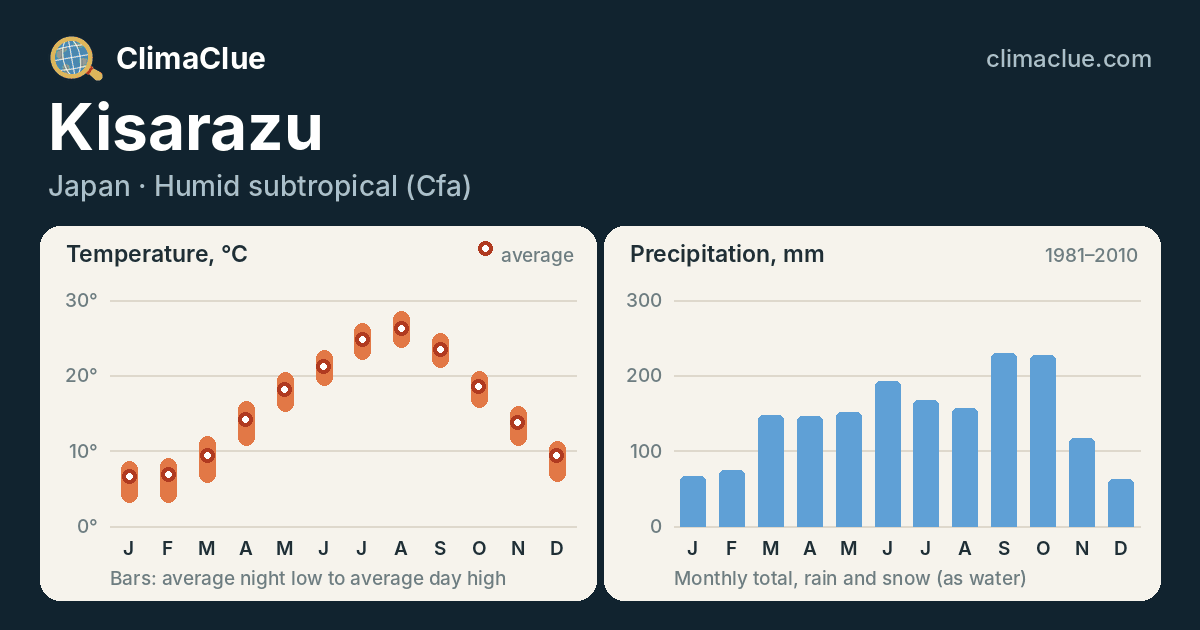 ClimaClue
climaclue.com
Kisarazu
Japan · Humid subtropical (Cfa)
Temperature, °C
average
30°
20°
10°
0°
J F M A M J J A S O N D
Bars: average night low to average day high
Precipitation, mm
1981–2010
300
200
100
0
J F M A M J J A S O N D
Monthly total, rain and snow (as water)